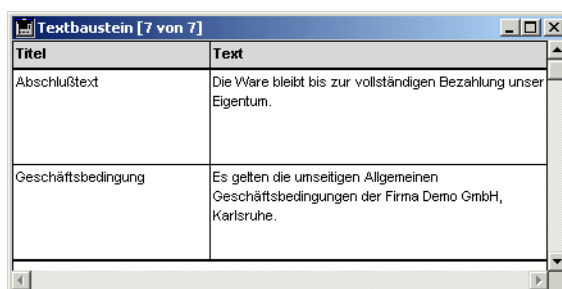 Textbaustein [7 von 7]
Titel Text
Abschlußtext Die Ware bleibt bis zur vollständigen Bezahlung unser
Eigentum.
Geschäftsbedingung Es gelten die umseitigen Allgemeinen
Geschäftsbedingungen der Firma Demo GmbH,
Karlsruhe.